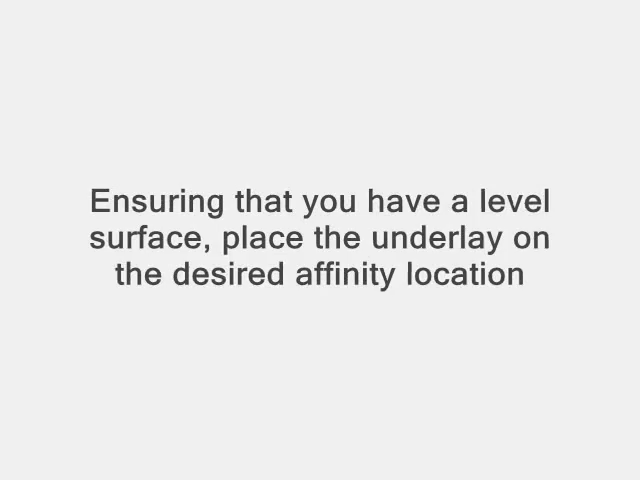 Ensuring that you have a level
surface, place the underlay on
the desired affinity location